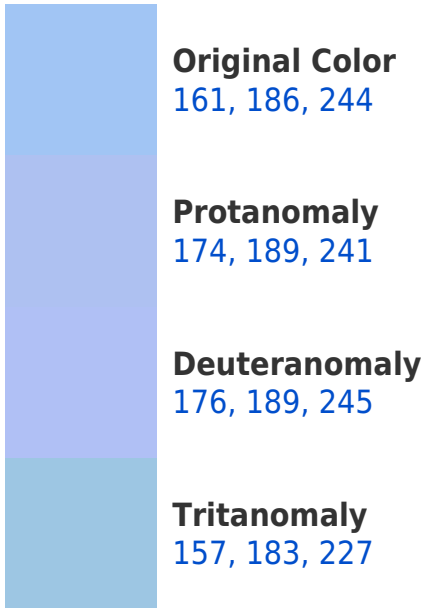 Original Color
161, 186, 244
Protanomaly
174, 189, 241
Deuteranomaly
176, 189, 245
Tritanomaly
157, 183, 227